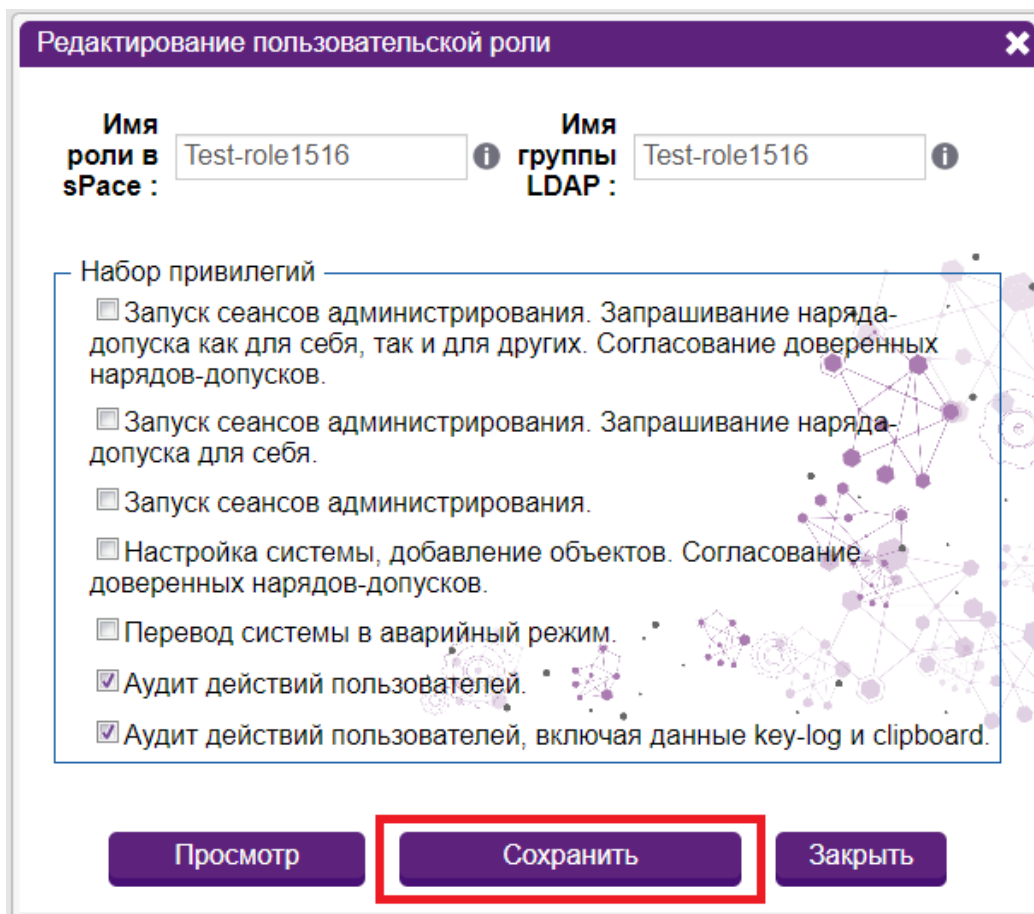 Редактирование пользовательской роли
Имя роли в sPace :
Test-role1516
Имя группы LDAP :
Test-role1516
Набор привилегий
Запуск сеансов администрирования. Запрашивание наряда-
допуска как для себя, так и для других. Согласование доверенных
нарядов-допусков.
Запуск сеансов администрирования. Запрашивание наряда-
допуска для себя.
Запуск сеансов администрирования.
Настройка системы, добавление объектов. Согласование
доверенных нарядов-допусков.
Перевод системы в аварийный режим.
Аудит действий пользователей.
Аудит действий пользователей, включая данные key-log и clipboard.
Просмотр
Сохранить
Закрыть